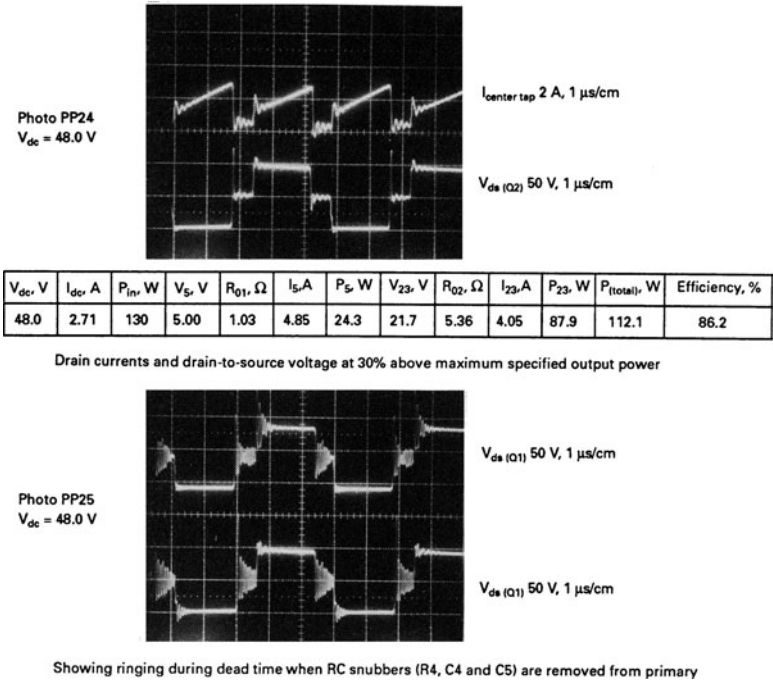 Photo PP24
V_dc = 48.0 V
I_center tap 2 A, 1 μs/cm
V_ds (Q2) 50 V, 1 μs/cm
V_dc, V I_dc, A P_in, W V_5, V R_01, Ω I_5,A P_5, W V_23, V R_02, Ω I_23,A P_23, W P_(total), W Efficiency, %
48.0 2.71 130 5.00 1.03 4.85 24.3 21.7 5.36 4.05 87.9 112.1 86.2
Drain currents and drain-to-source voltage at 30% above maximum specified output power
Photo PP25
V_dc = 48.0 V
V_ds (Q1) 50 V, 1 μs/cm
V_ds (Q1) 50 V, 1 μs/cm
Showing ringing during dead time when RC snubbers (R4, C4 and C5) are removed from primary